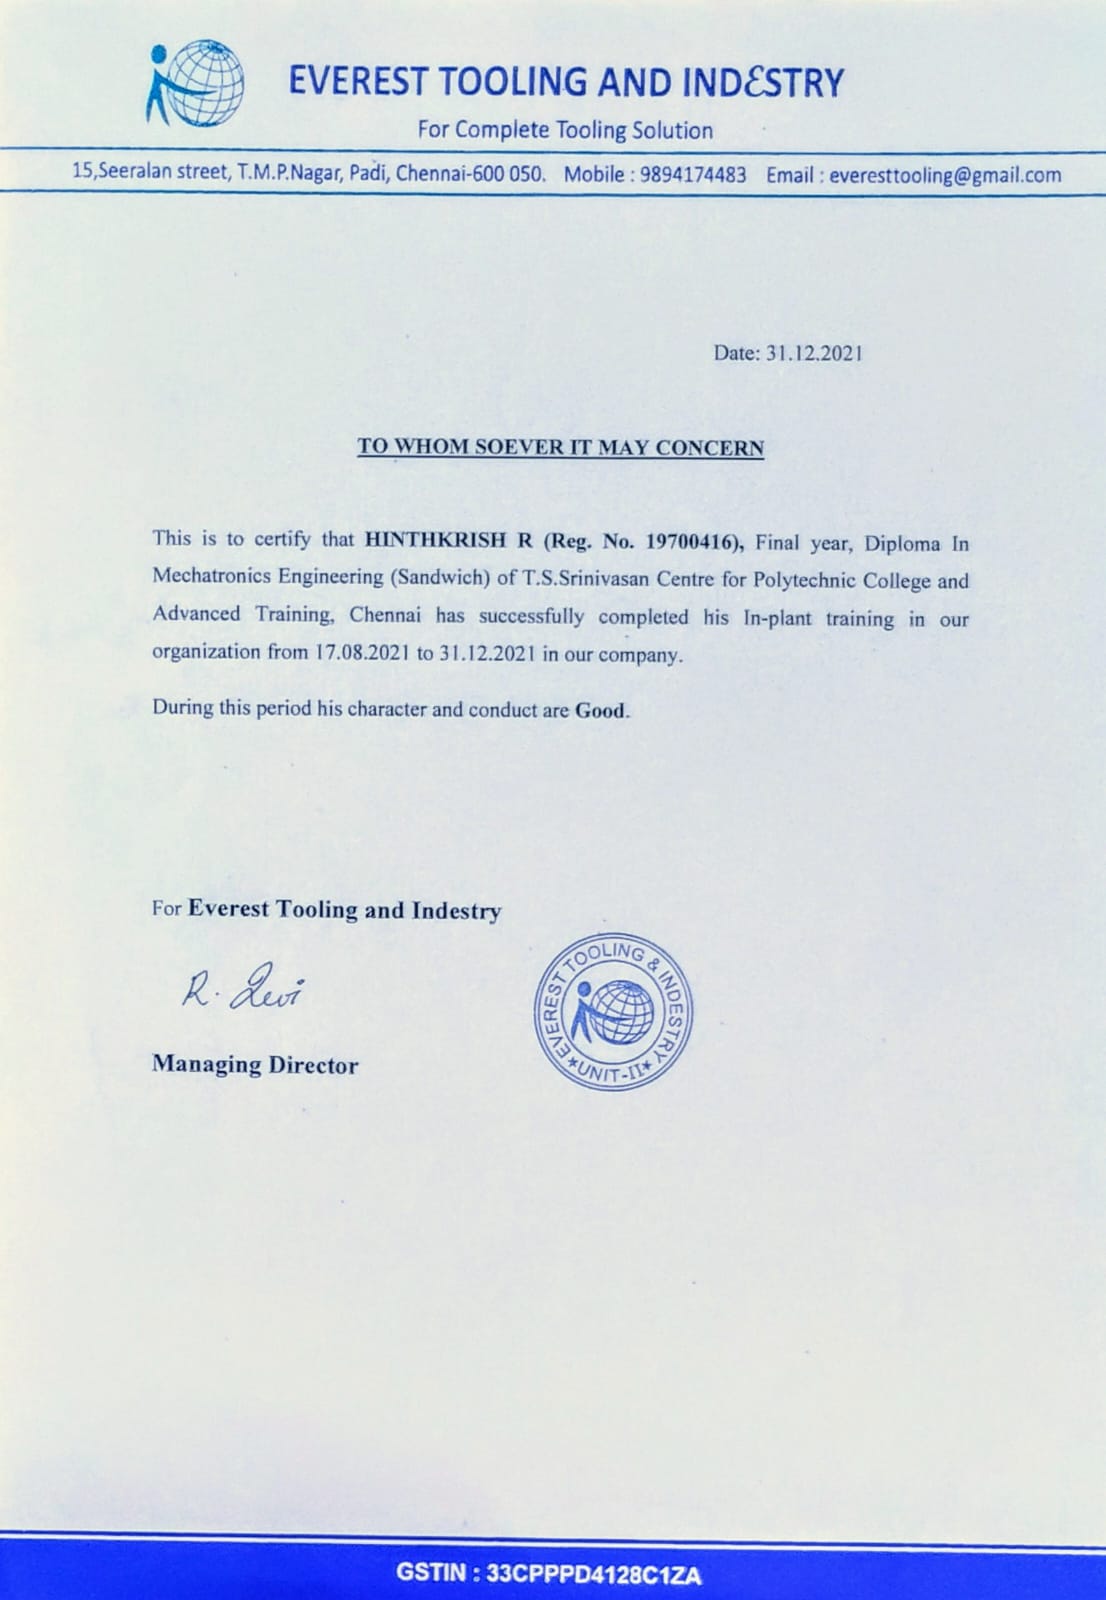 EVEREST TOOLING AND INDƐSTRY
For Complete Tooling Solution
15,Seeralan street, T.M.P.Nagar, Padi, Chennai-600 050. Mobile : 9894174483 Email : everesttooling@gmail.com
Date: 31.12.2021
TO WHOM SOEVER IT MAY CONCERN
This is to certify that HINTHKRISH R (Reg. No. 19700416), Final year, Diploma In
Mechatronics Engineering (Sandwich) of T.S.Srinivasan Centre for Polytechnic College and
Advanced Training, Chennai has successfully completed his In-plant training in our
organization from 17.08.2021 to 31.12.2021 in our company.
During this period his character and conduct are Good.
For Everest Tooling and Indestry
R. Devi
Managing Director
EVEREST TOOLING & INDESTRY
★UNIT-II★
GSTIN : 33CPPPD4128C1ZA